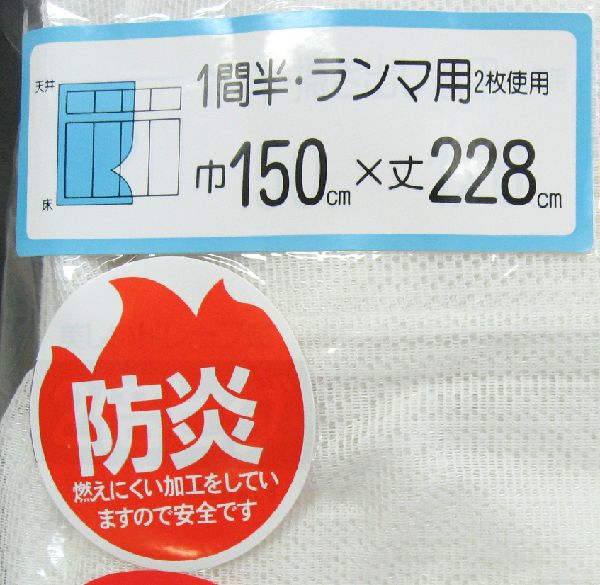 天井
床
1間半・ランマ用2枚使用
巾150cm×丈228cm
防炎
燃えにくい加工をしてい
ますので安全です